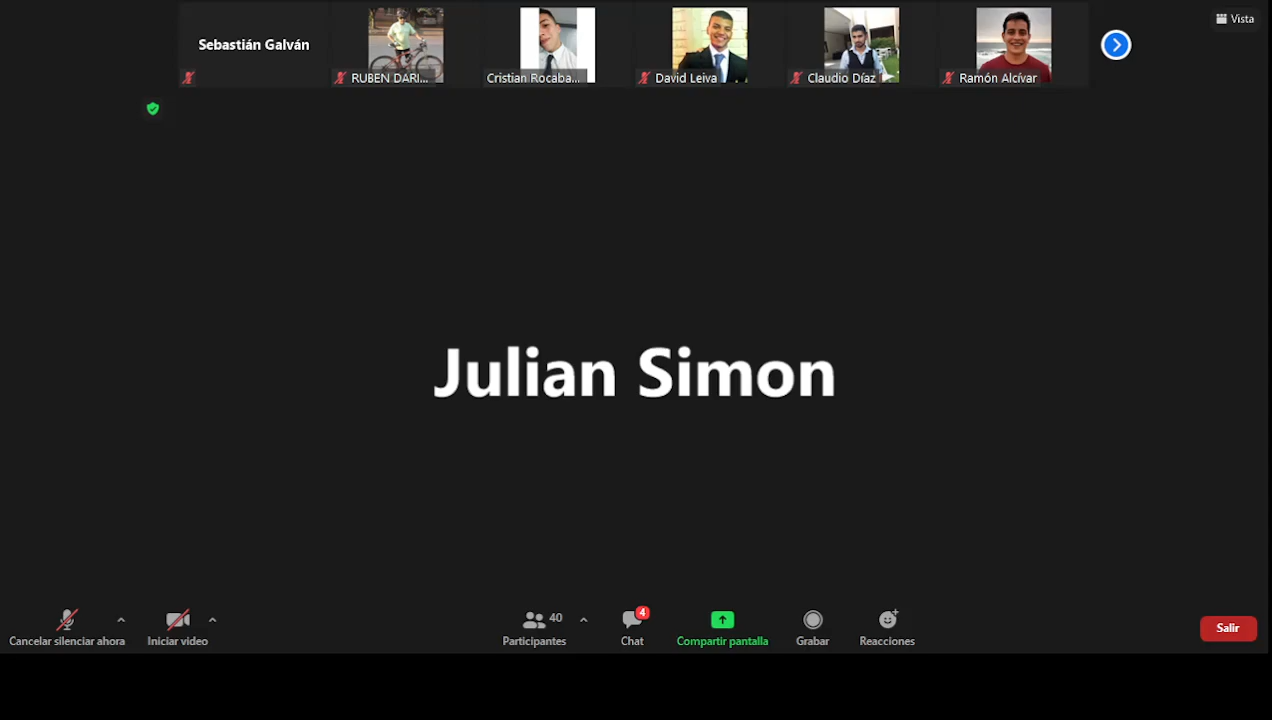 Sebastián Galván
RUBEN DARI...
Cristian Rocaba...
David Leiva
Claudio Díaz
Ramón Alcívar
Vista
Julian Simon
Cancelar silenciar ahora
Iniciar video
40
Participantes
4
Chat
Compartir pantalla
Grabar
Reacciones
Salir